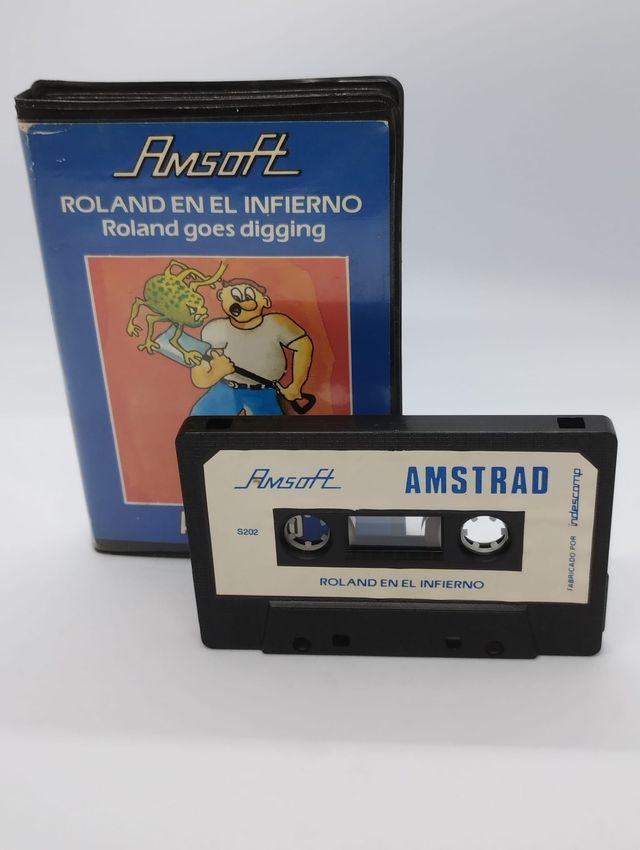 Amsoft
ROLAND EN EL INFIERNO
Roland goes digging
Amsoft
AMSTRAD
S202
ROLAND EN EL INFIERNO
FABRICADO POR indescomp